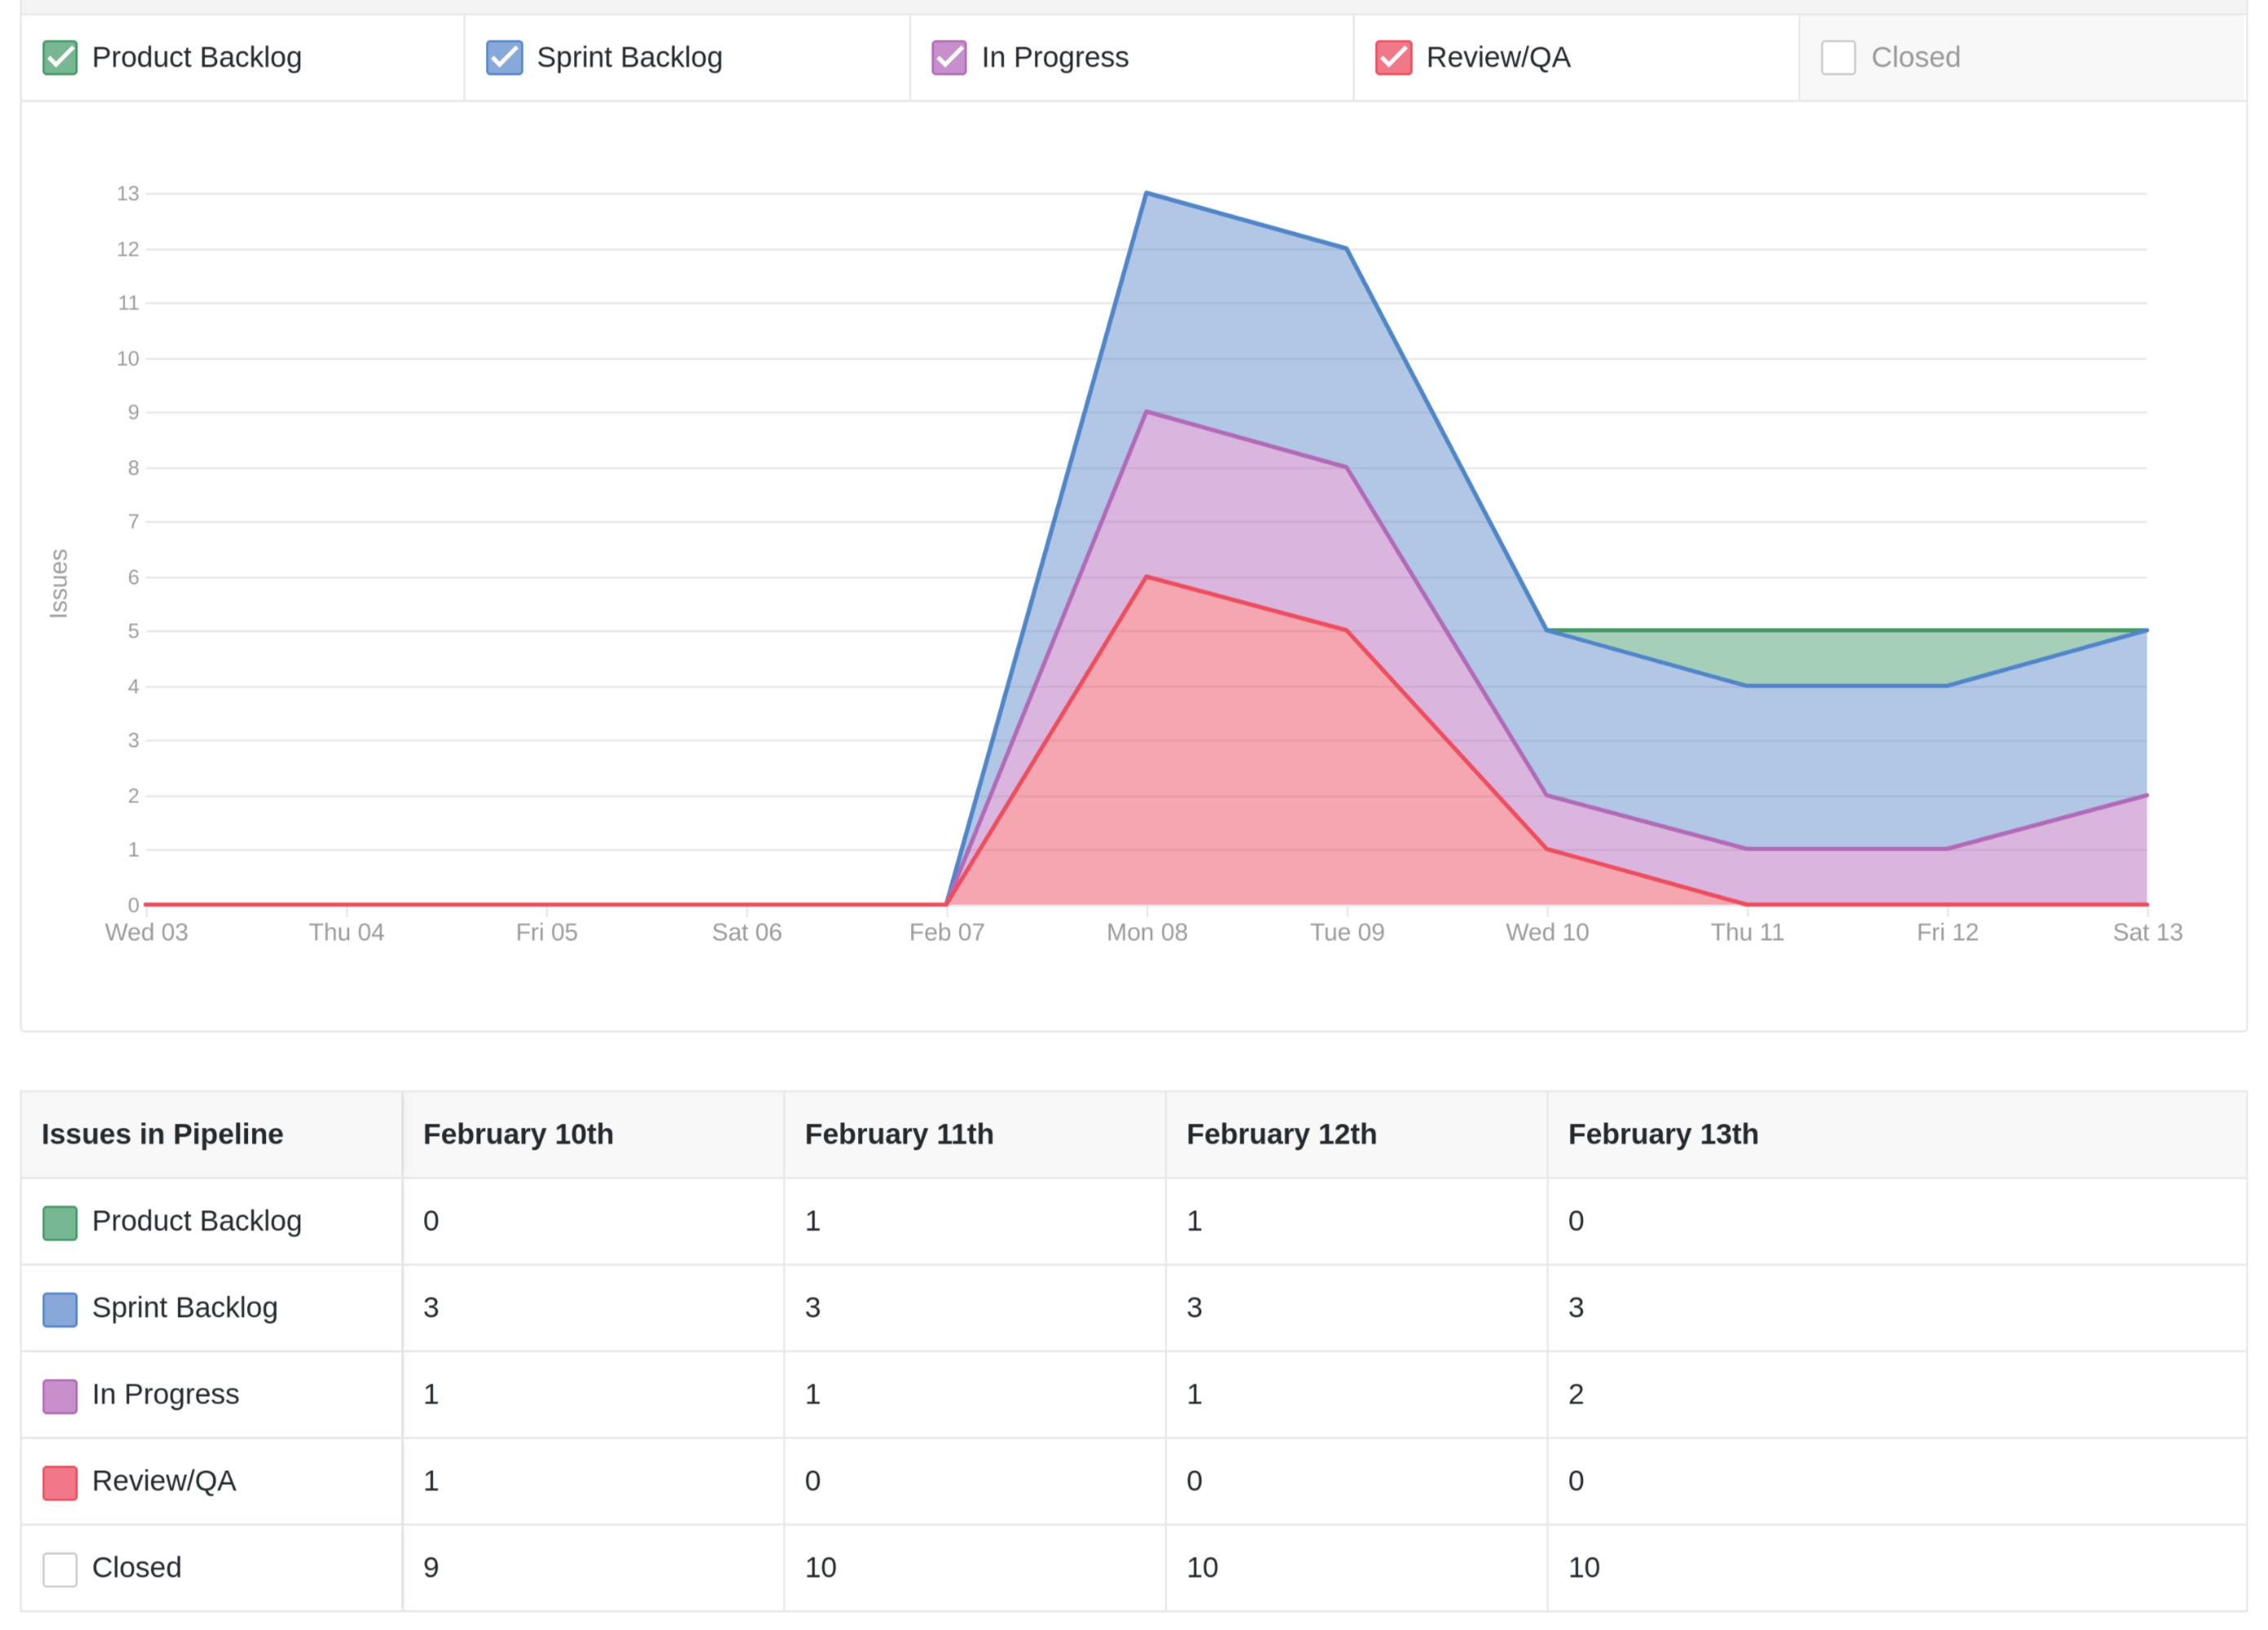 Product Backlog
Sprint Backlog
In Progress
Review/QA
Closed
13
12
11
10
9
8
7
6
5
4
3
2
1
0
Issues
Wed 03 Thu 04 Fri 05 Sat 06 Feb 07 Mon 08 Tue 09 Wed 10 Thu 11 Fri 12 Sat 13
Issues in Pipeline February 10th February 11th February 12th February 13th
Product Backlog 0 1 1 0
Sprint Backlog 3 3 3 3
In Progress 1 1 1 2
Review/QA 1 0 0 0
Closed 9 10 10 10